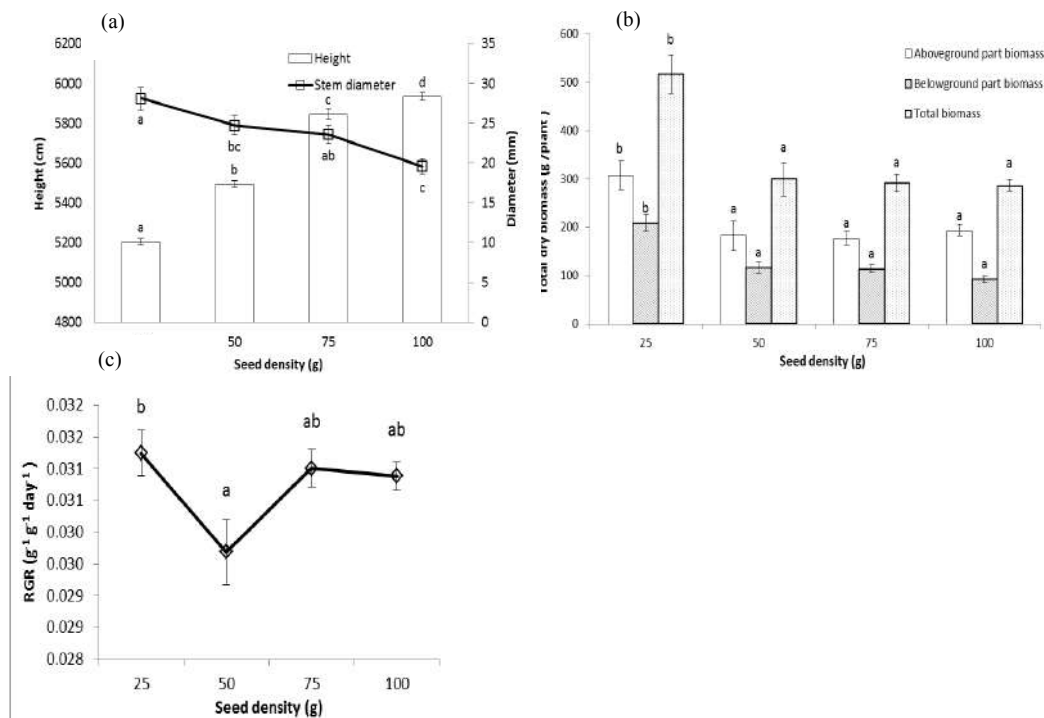 (a)
Height
Stem diameter
6200
6000
5800
5600
5400
5200
5000
4800
Height (cm)
35
30
25
20
15
10
5
0
Diameter (mm)
a
a
b
bc
c
ab
d
c
50
75
100
Seed density (g)
(b)
Aboveground part biomass
Belowground part biomass
Total biomass
600
500
400
300
200
100
0
Total dry biomass (g /plant)
b
b
b
a
a
a
a
a
a
a
a
a
25
50
75
100
Seed density (g)
(c)
0.032
0.032
0.031
0.031
0.030
0.030
0.029
0.029
0.028
RGR (g⁻¹ g⁻¹ day⁻¹)
b
a
ab
ab
25
50
75
100
Seed density (g)